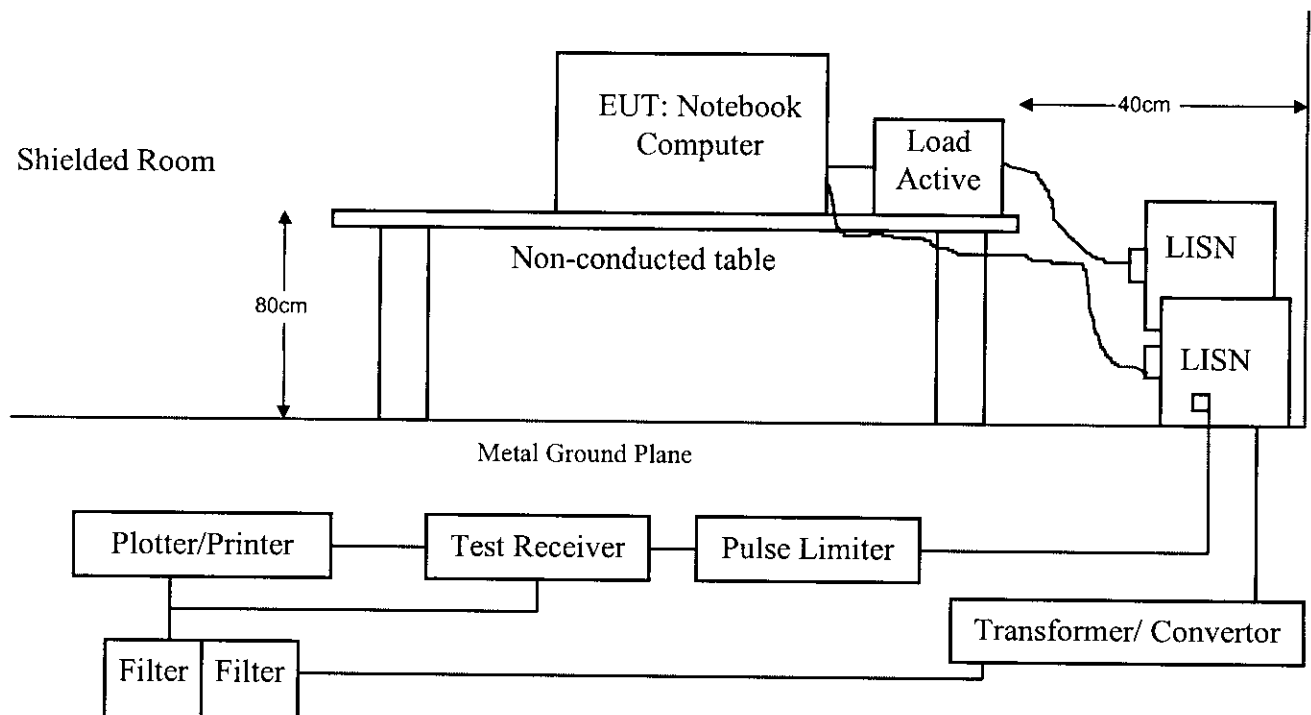 EUT: Notebook
Computer
40cm
Load
Active
Shielded Room
LISN
Non-conducted table
80cm
LISN
Metal Ground Plane
Plotter/Printer
Test Receiver
Pulse Limiter
Transformer/ Convertor
Filter
Filter